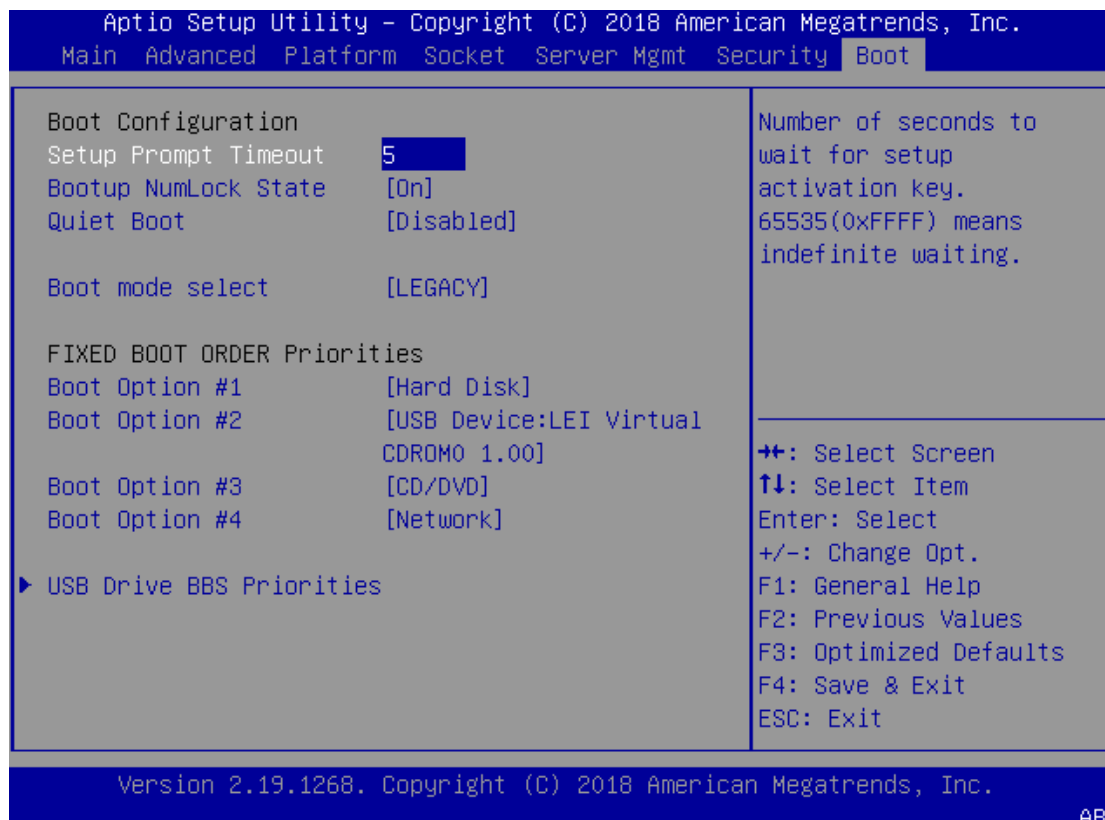 Aptio Setup Utility – Copyright (C) 2018 American Megatrends, Inc.
Main Advanced Platform Socket Server Mgmt Security Boot
Boot Configuration
Setup Prompt Timeout 5
Bootup NumLock State [On]
Quiet Boot [Disabled]
Boot mode select [LEGACY]
FIXED BOOT ORDER Priorities
Boot Option #1 [Hard Disk]
Boot Option #2 [USB Device:LEI Virtual
CDROM0 1.00]
Boot Option #3 [CD/DVD]
Boot Option #4 [Network]
▶ USB Drive BBS Priorities
Number of seconds to
wait for setup
activation key.
65535(0xFFFF) means
indefinite waiting.
→←: Select Screen
↑↓: Select Item
Enter: Select
+/-: Change Opt.
F1: General Help
F2: Previous Values
F3: Optimized Defaults
F4: Save & Exit
ESC: Exit
Version 2.19.1268. Copyright (C) 2018 American Megatrends, Inc.
AB